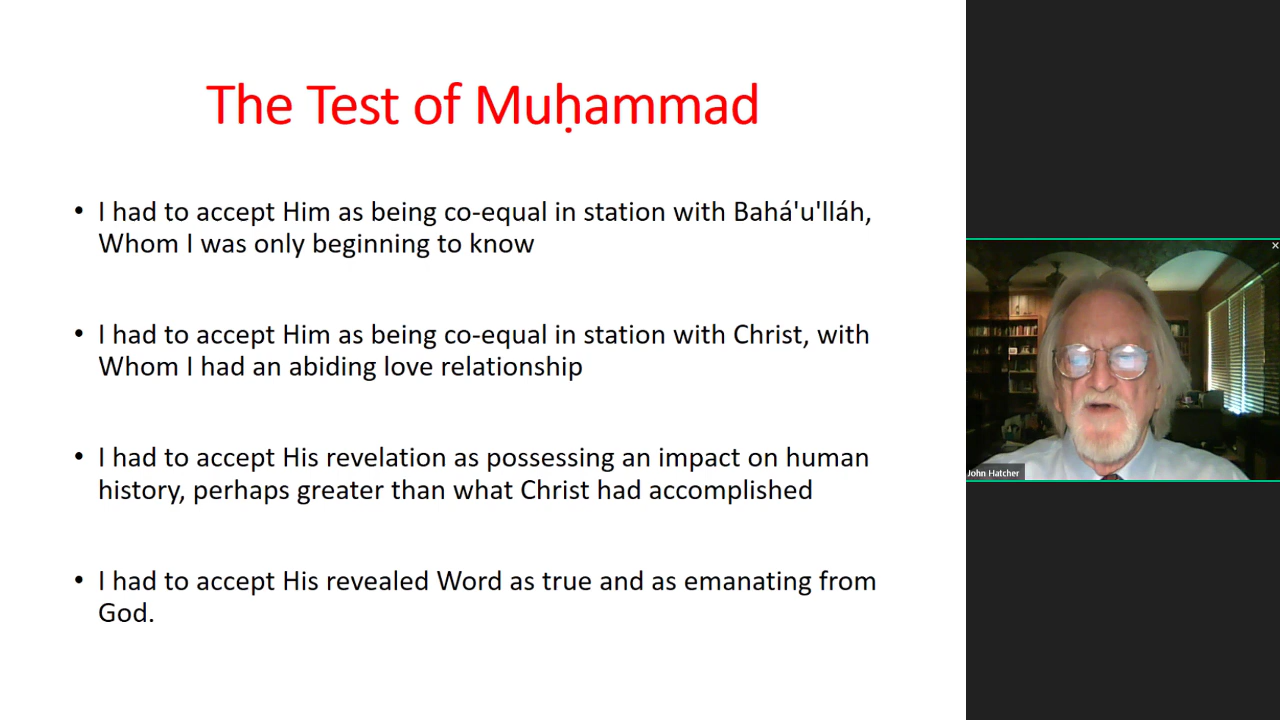 The Test of Muḥammad
• I had to accept Him as being co-equal in station with Bahá'u'lláh,
Whom I was only beginning to know
• I had to accept Him as being co-equal in station with Christ, with
Whom I had an abiding love relationship
• I had to accept His revelation as possessing an impact on human
history, perhaps greater than what Christ had accomplished
• I had to accept His revealed Word as true and as emanating from
God.
John Hatcher